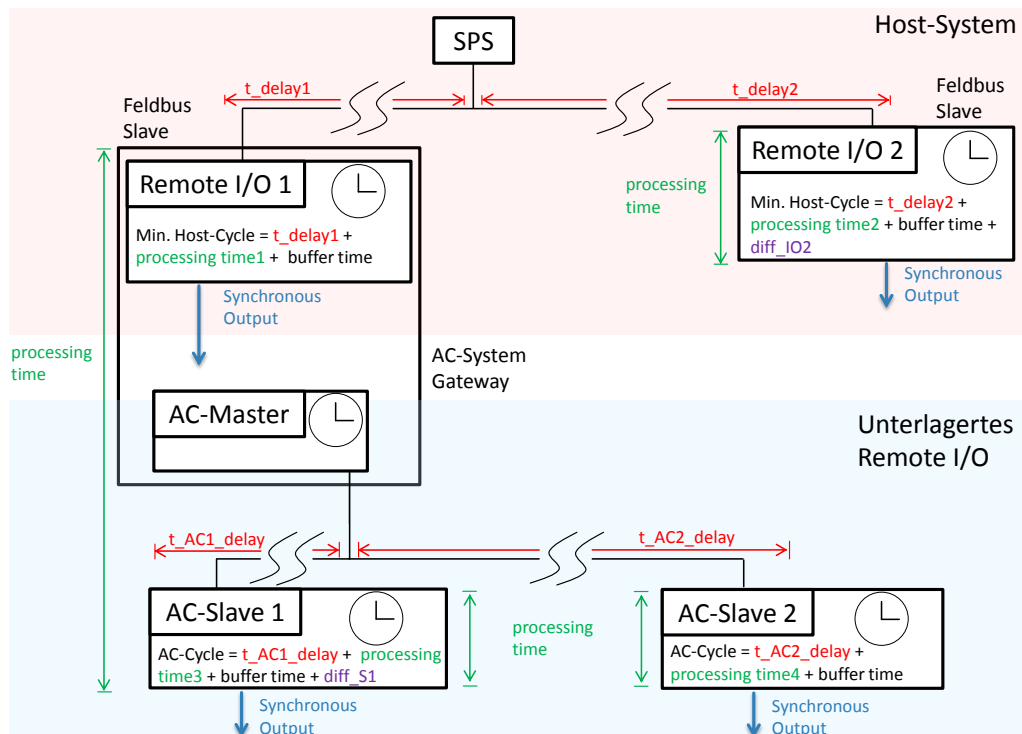 Host-System
SPS
t_delay1
t_delay2
Feldbus
Slave
Feldbus
Slave
Remote I/O 1
Min. Host-Cycle = t_delay1 +
processing time1 + buffer time
Synchronous
Output
processing
time
Remote I/O 2
Min. Host-Cycle = t_delay2 +
processing time2 + buffer time +
diff_IO2
Synchronous
Output
processing
time
AC-System
Gateway
AC-Master
Unterlagertes
Remote I/O
t_AC1_delay
t_AC2_delay
AC-Slave 1
AC-Cycle = t_AC1_delay + processing
time3 + buffer time + diff_S1
Synchronous
Output
processing
time
AC-Slave 2
AC-Cycle = t_AC2_delay +
processing time4 + buffer time
Synchronous
Output